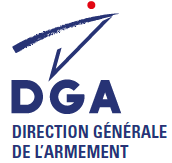 DGA
DIRECTION GÉNÉRALE
DE L'ARMEMENT